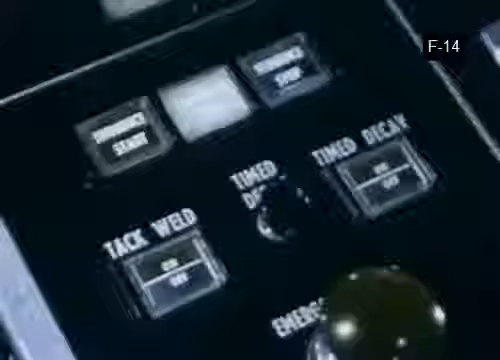 F-14
SEQUENCE
START
SEQUENCE
STOP
TIMED DECAY
ON
OFF
TIMED
TACK WELD
ON
OFF